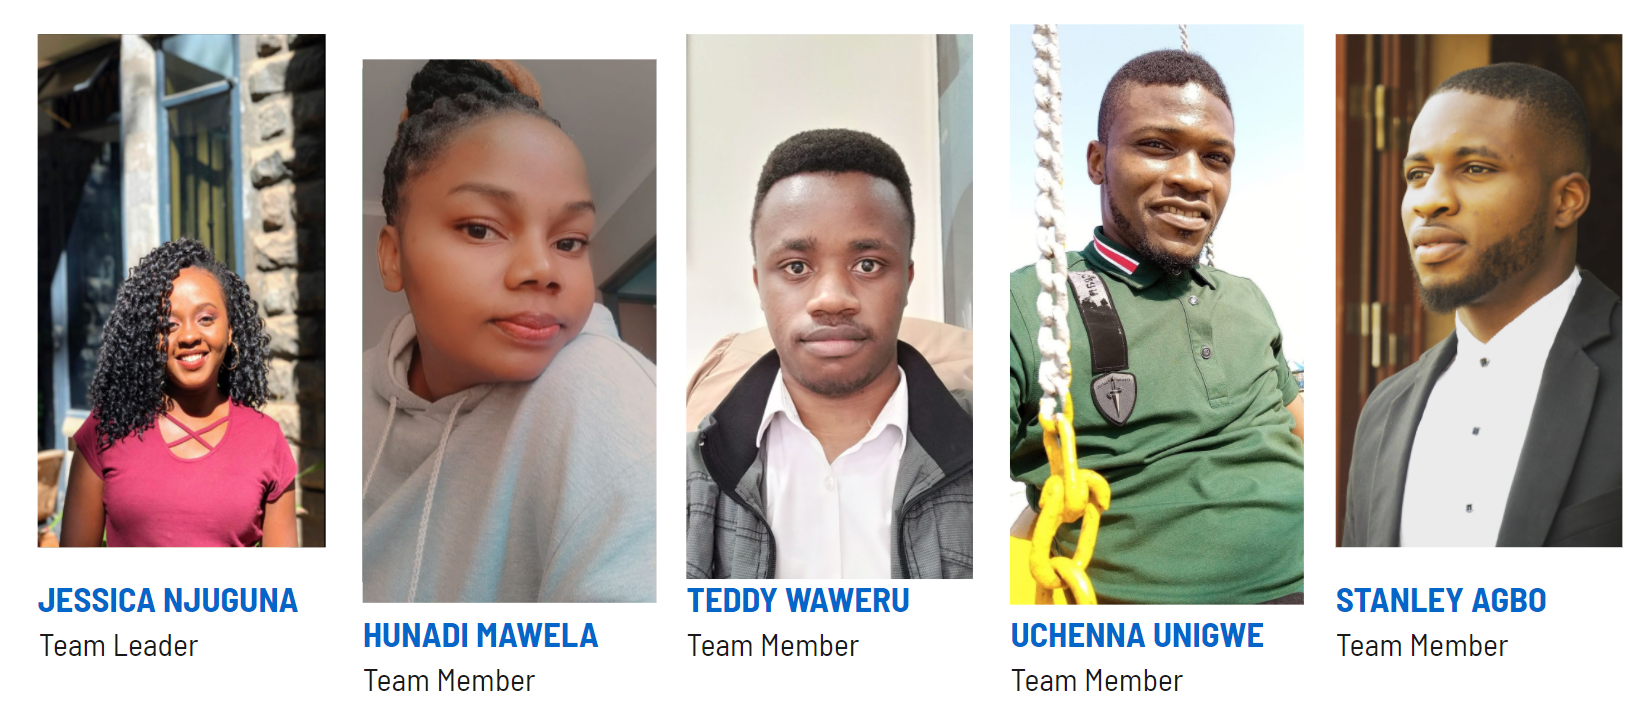 JESSICA NJUGUNA
Team Leader
HUNADI MAWELA
Team Member
TEDDY WAWERU
Team Member
UCHENNA UNIGWE
Team Member
STANLEY AGBO
Team Member